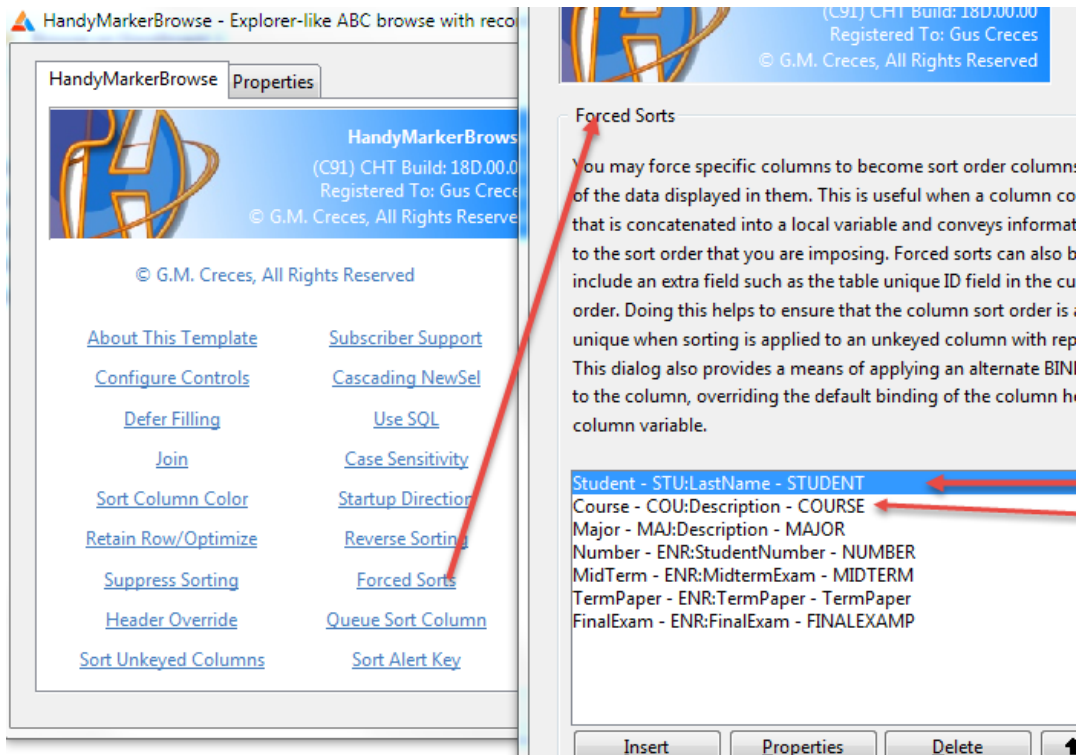 HandyMarkerBrowse - Explorer-like ABC browse with reco
HandyMarkerBrowse Properties
HandyMarkerBrows
(C91) CHT Build: 18D.00.0
Registered To: Gus Crece
© G.M. Creces, All Rights Reserve
© G.M. Creces, All Rights Reserved
About This Template Subscriber Support
Configure Controls Cascading NewSel
Defer Filling Use SQL
Join Case Sensitivity
Sort Column Color Startup Direction
Retain Row/Optimize Reverse Sorting
Suppress Sorting Forced Sorts
Header Override Queue Sort Column
Sort Unkeyed Columns Sort Alert Key
(C91) CHT Build: 18D.00.00
Registered To: Gus Creces
© G.M. Creces, All Rights Reserved
Forced Sorts
You may force specific columns to become sort order columns
of the data displayed in them. This is useful when a column co
that is concatenated into a local variable and conveys informat
to the sort order that you are imposing. Forced sorts can also b
include an extra field such as the table unique ID field in the cu
order. Doing this helps to ensure that the column sort order is a
unique when sorting is applied to an unkeyed column with rep
This dialog also provides a means of applying an alternate BIN
to the column, overriding the default binding of the column he
column variable.
Student - STU:LastName - STUDENT
Course - COU:Description - COURSE
Major - MAJ:Description - MAJOR
Number - ENR:StudentNumber - NUMBER
MidTerm - ENR:MidtermExam - MIDTERM
TermPaper - ENR:TermPaper - TermPaper
FinalExam - ENR:FinalExam - FINALEXAMP
Insert Properties Delete